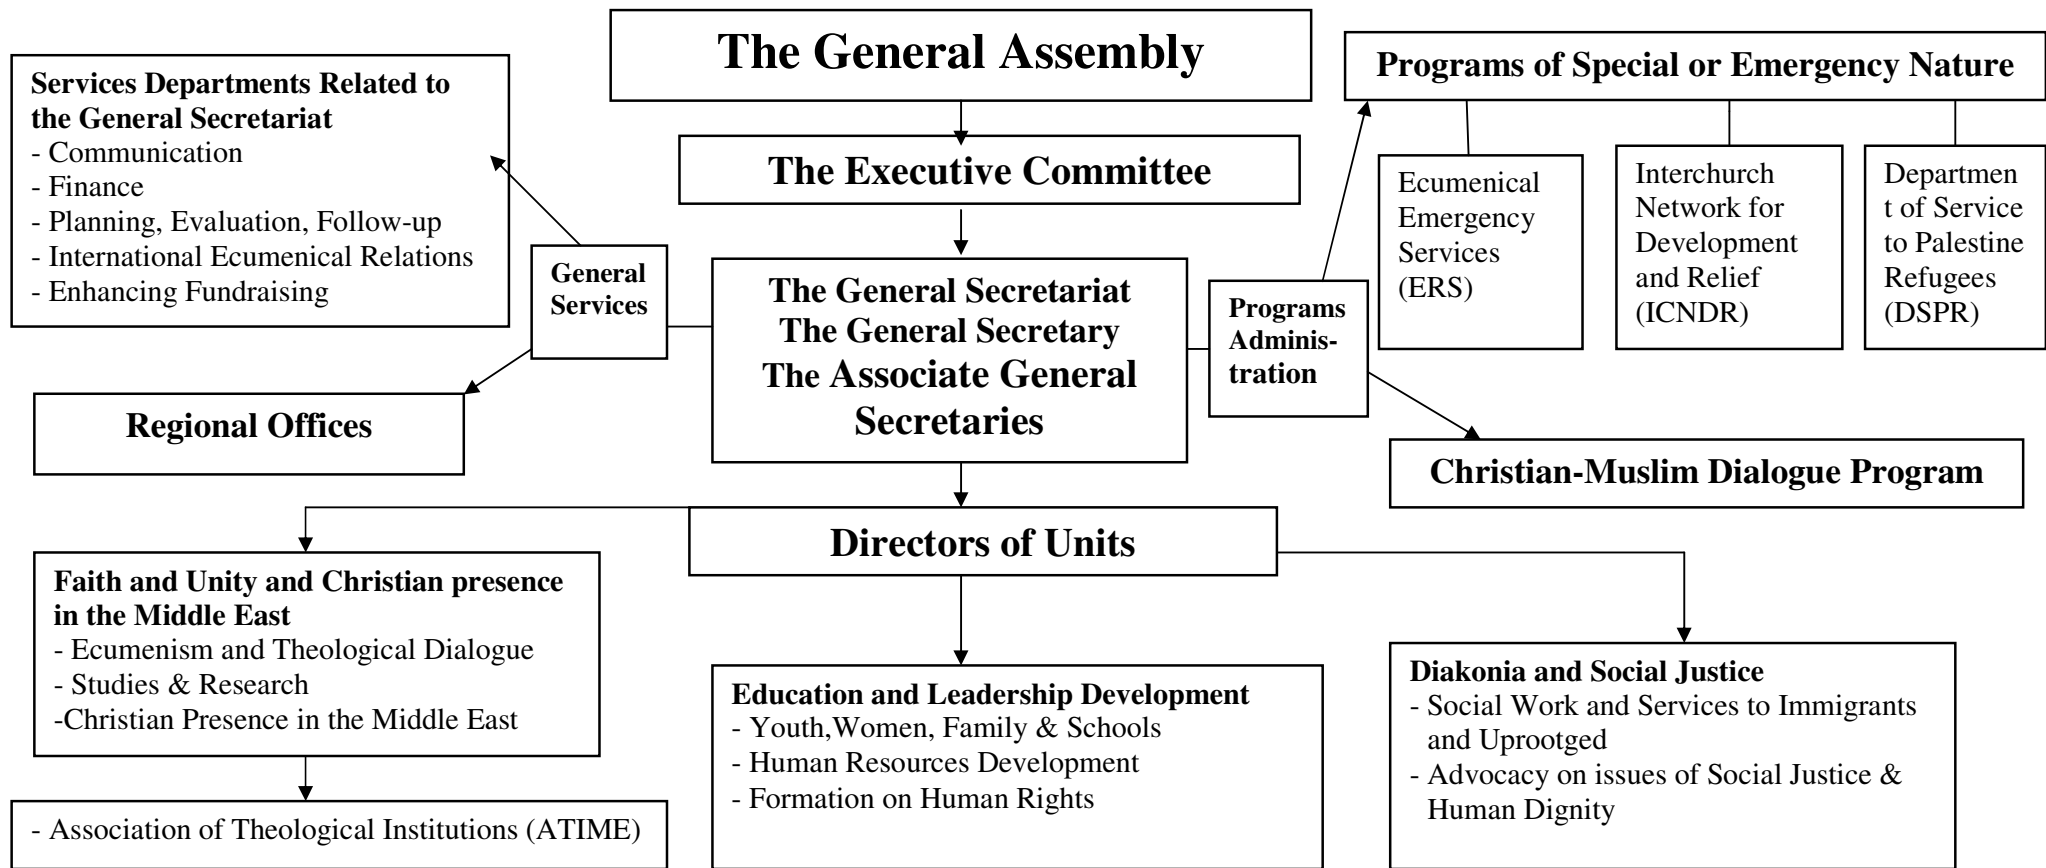 The General Assembly
Services Departments Related to
the General Secretariat
- Communication
- Finance
- Planning, Evaluation, Follow-up
- International Ecumenical Relations
- Enhancing Fundraising
Programs of Special or Emergency Nature
The Executive Committee
Ecumenical
Emergency
Services
(ERS)
Interchurch
Network for
Development
and Relief
(ICNDR)
Departmen
t of Service
to Palestine
Refugees
(DSPR)
General
Services
The General Secretariat
The General Secretary
The Associate General
Secretaries
Programs
Adminis-
tration
Regional Offices
Christian-Muslim Dialogue Program
Directors of Units
Faith and Unity and Christian presence
in the Middle East
- Ecumenism and Theological Dialogue
- Studies & Research
-Christian Presence in the Middle East
- Association of Theological Institutions (ATIME)
Education and Leadership Development
- Youth,Women, Family & Schools
- Human Resources Development
- Formation on Human Rights
Diakonia and Social Justice
- Social Work and Services to Immigrants
and Uprootged
- Advocacy on issues of Social Justice &
Human Dignity